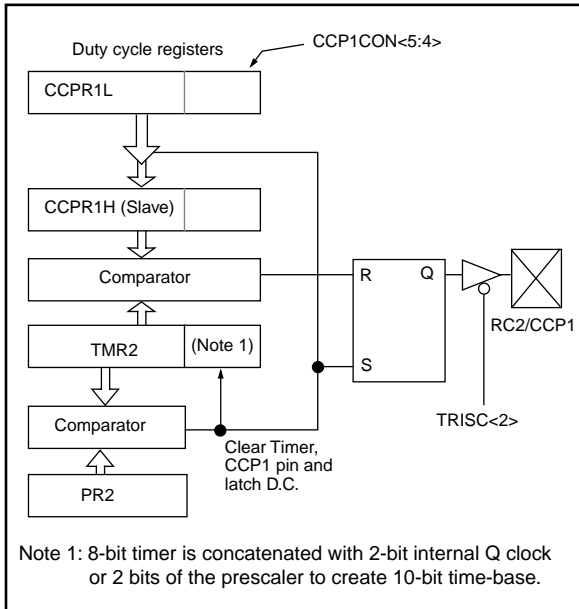 Duty cycle registers
CCP1CON<5:4>
CCPR1L
CCPR1H (Slave)
Comparator
R
Q
RC2/CCP1
TMR2
(Note 1)
S
TRISC<2>
Comparator
Clear Timer,
CCP1 pin and
latch D.C.
PR2
Note 1: 8-bit timer is concatenated with 2-bit internal Q clock
or 2 bits of the prescaler to create 10-bit time-base.